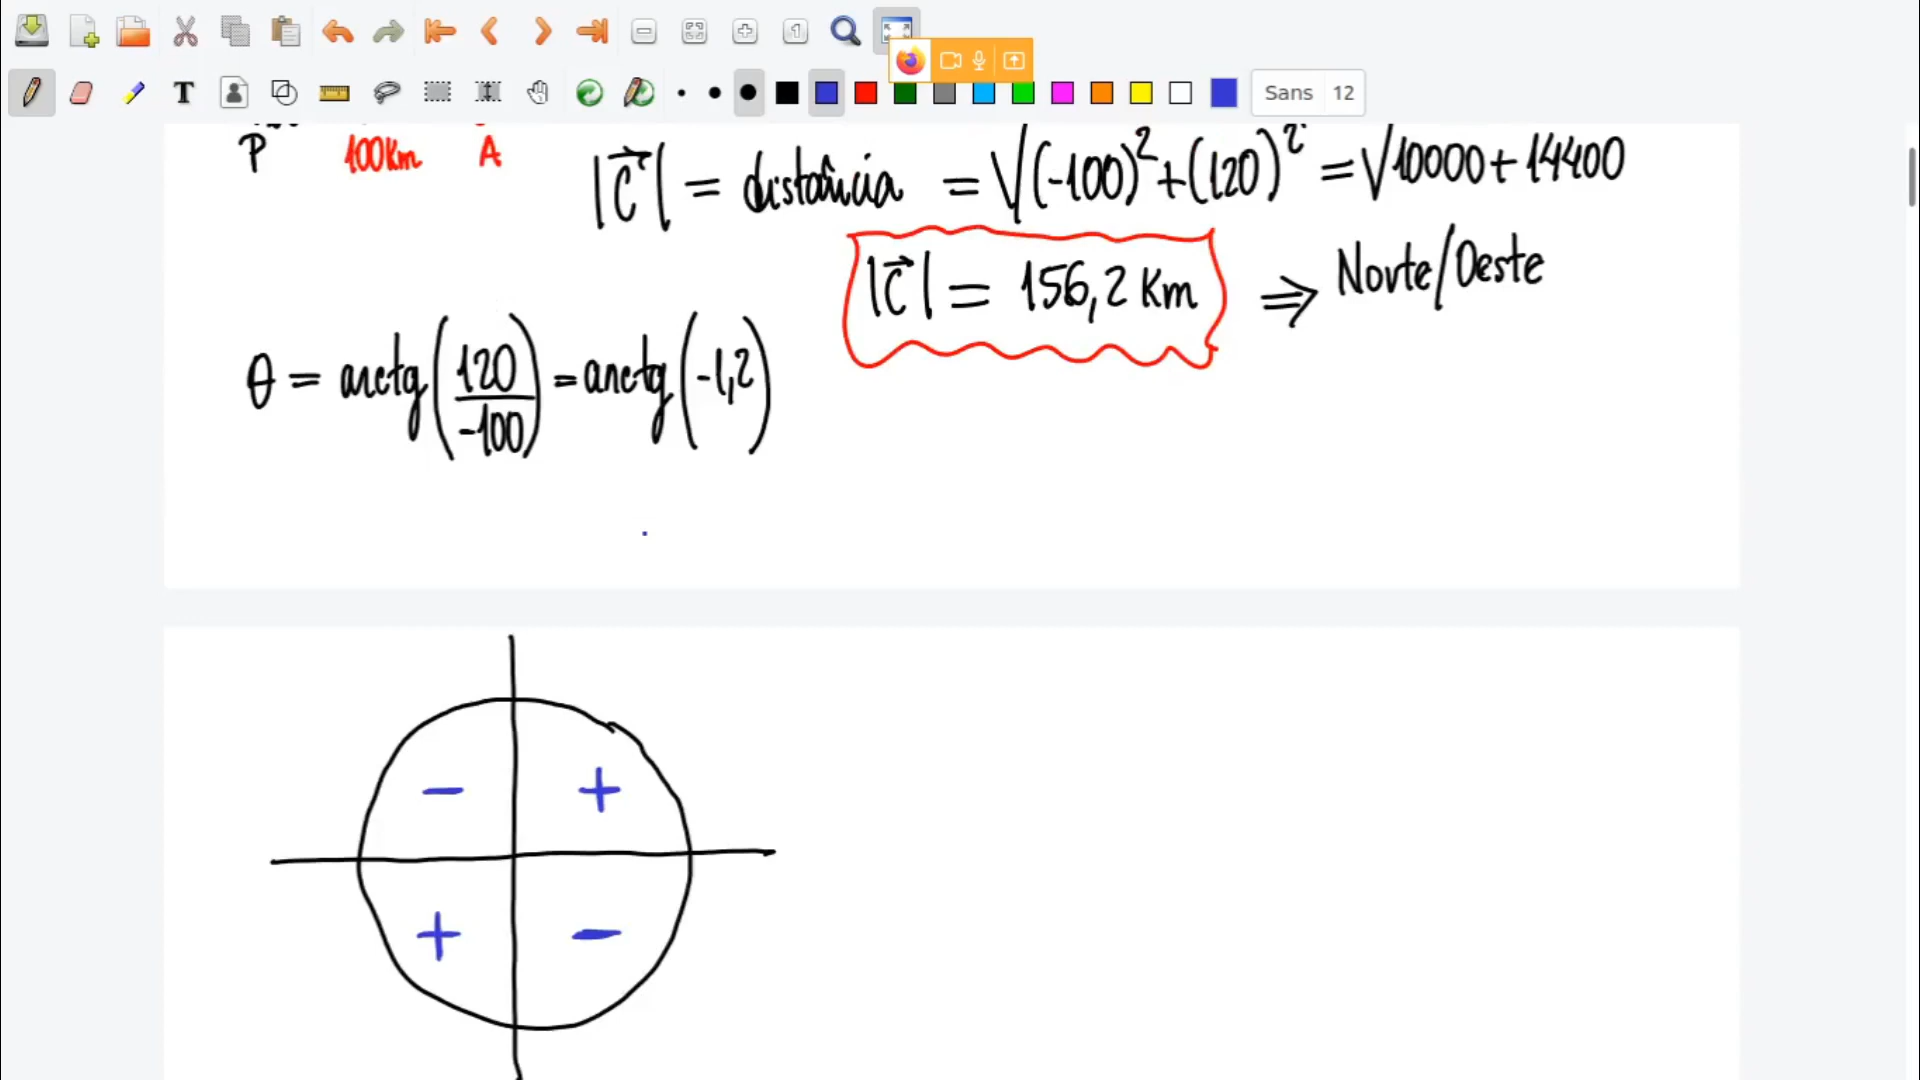 Sans 12
P 100Km A
|C⃗| = distância = √(-100)²+(120)² = √10000+14400
|C⃗| = 156,2 Km ⇒ Norte/Oeste
θ = arctg(120/-100) = arctg(-1,2)
- +
+ -